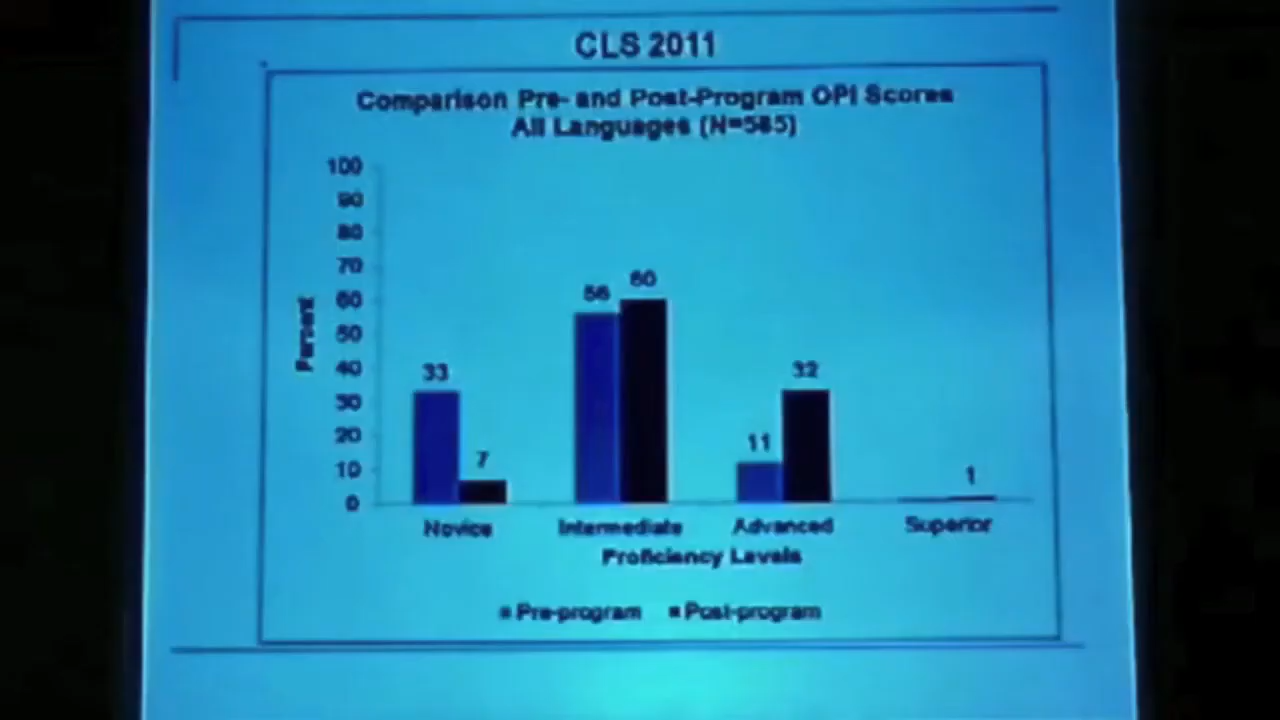 CLS 2011
Comparison Pre- and Post-Program OPI Scores
All Languages (N=585)
100
90
80
70
60
50
40
30
20
10
0
Percent
33
7
56
60
11
32
1
Novice
Intermediate
Advanced
Superior
Proficiency Levels
Pre-program
Post-program